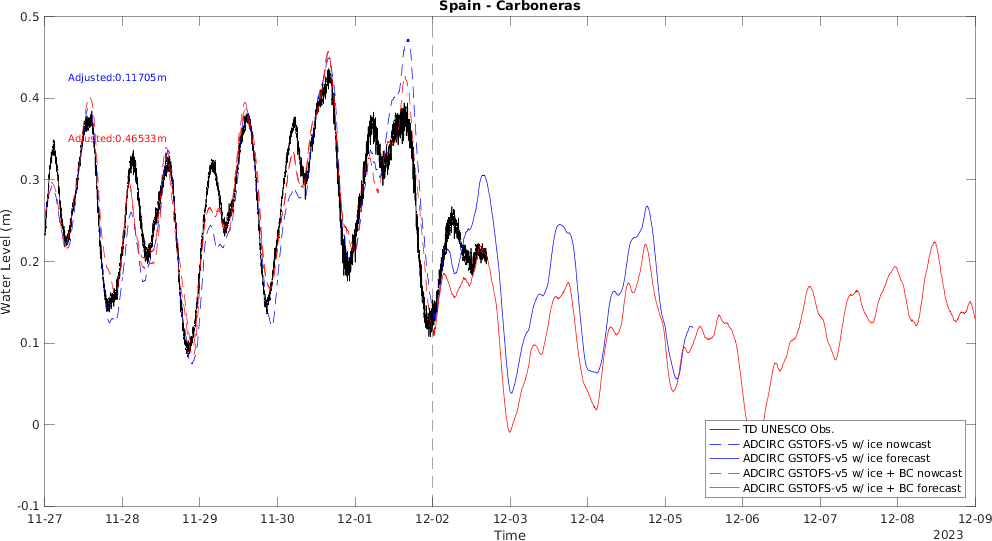 Spain - Carboneras
0.5
0.4
0.3
0.2
0.1
0
-0.1
Water Level (m)
Adjusted:0.11705m
Adjusted:0.46533m
TD UNESCO Obs.
ADCIRC GSTOFS-v5 w/ ice nowcast
ADCIRC GSTOFS-v5 w/ ice forecast
ADCIRC GSTOFS-v5 w/ ice + BC nowcast
ADCIRC GSTOFS-v5 w/ ice + BC forecast
11-27 11-28 11-29 11-30 12-01 12-02 12-03 12-04 12-05 12-06 12-07 12-08 12-09
Time
2023